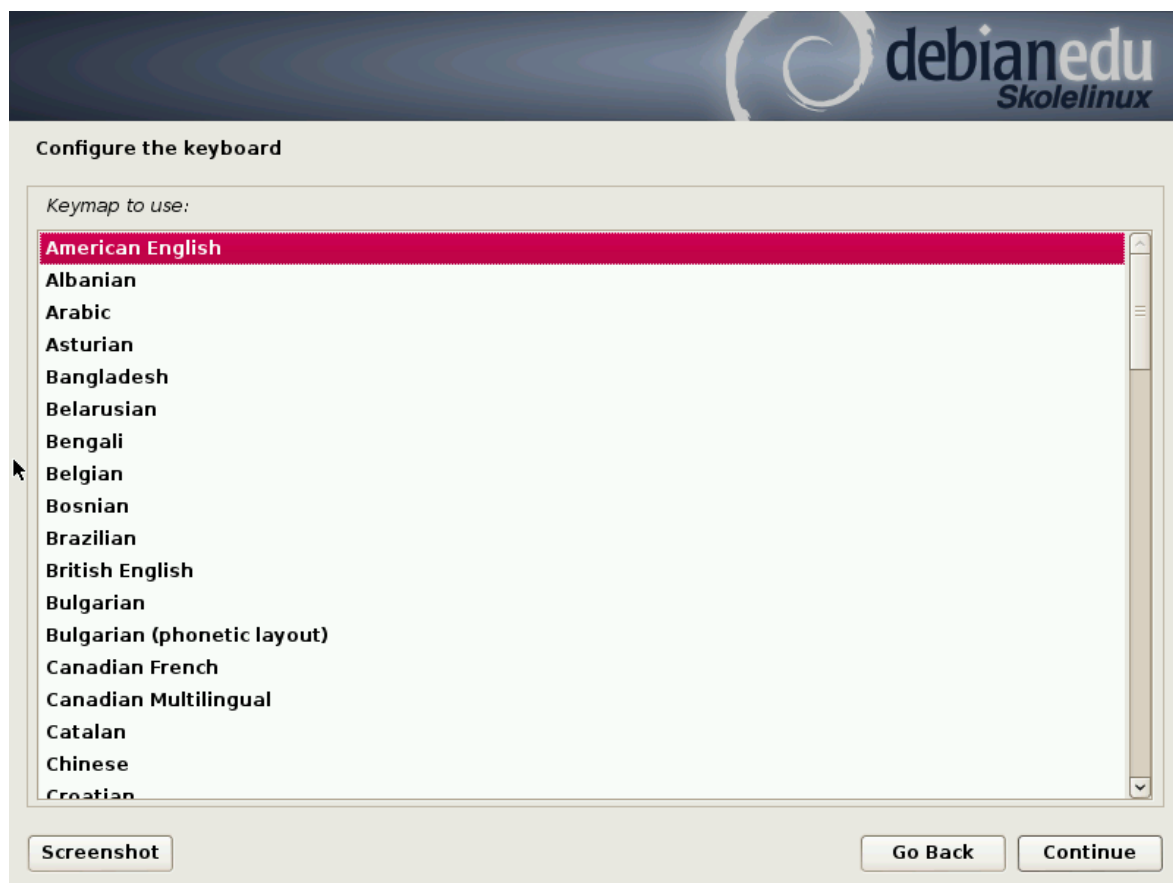 debianedu
Skolelinux
Configure the keyboard
Keymap to use:
American English
Albanian
Arabic
Asturian
Bangladesh
Belarusian
Bengali
Belgian
Bosnian
Brazilian
British English
Bulgarian
Bulgarian (phonetic layout)
Canadian French
Canadian Multilingual
Catalan
Chinese
Croatian
Screenshot Go Back Continue